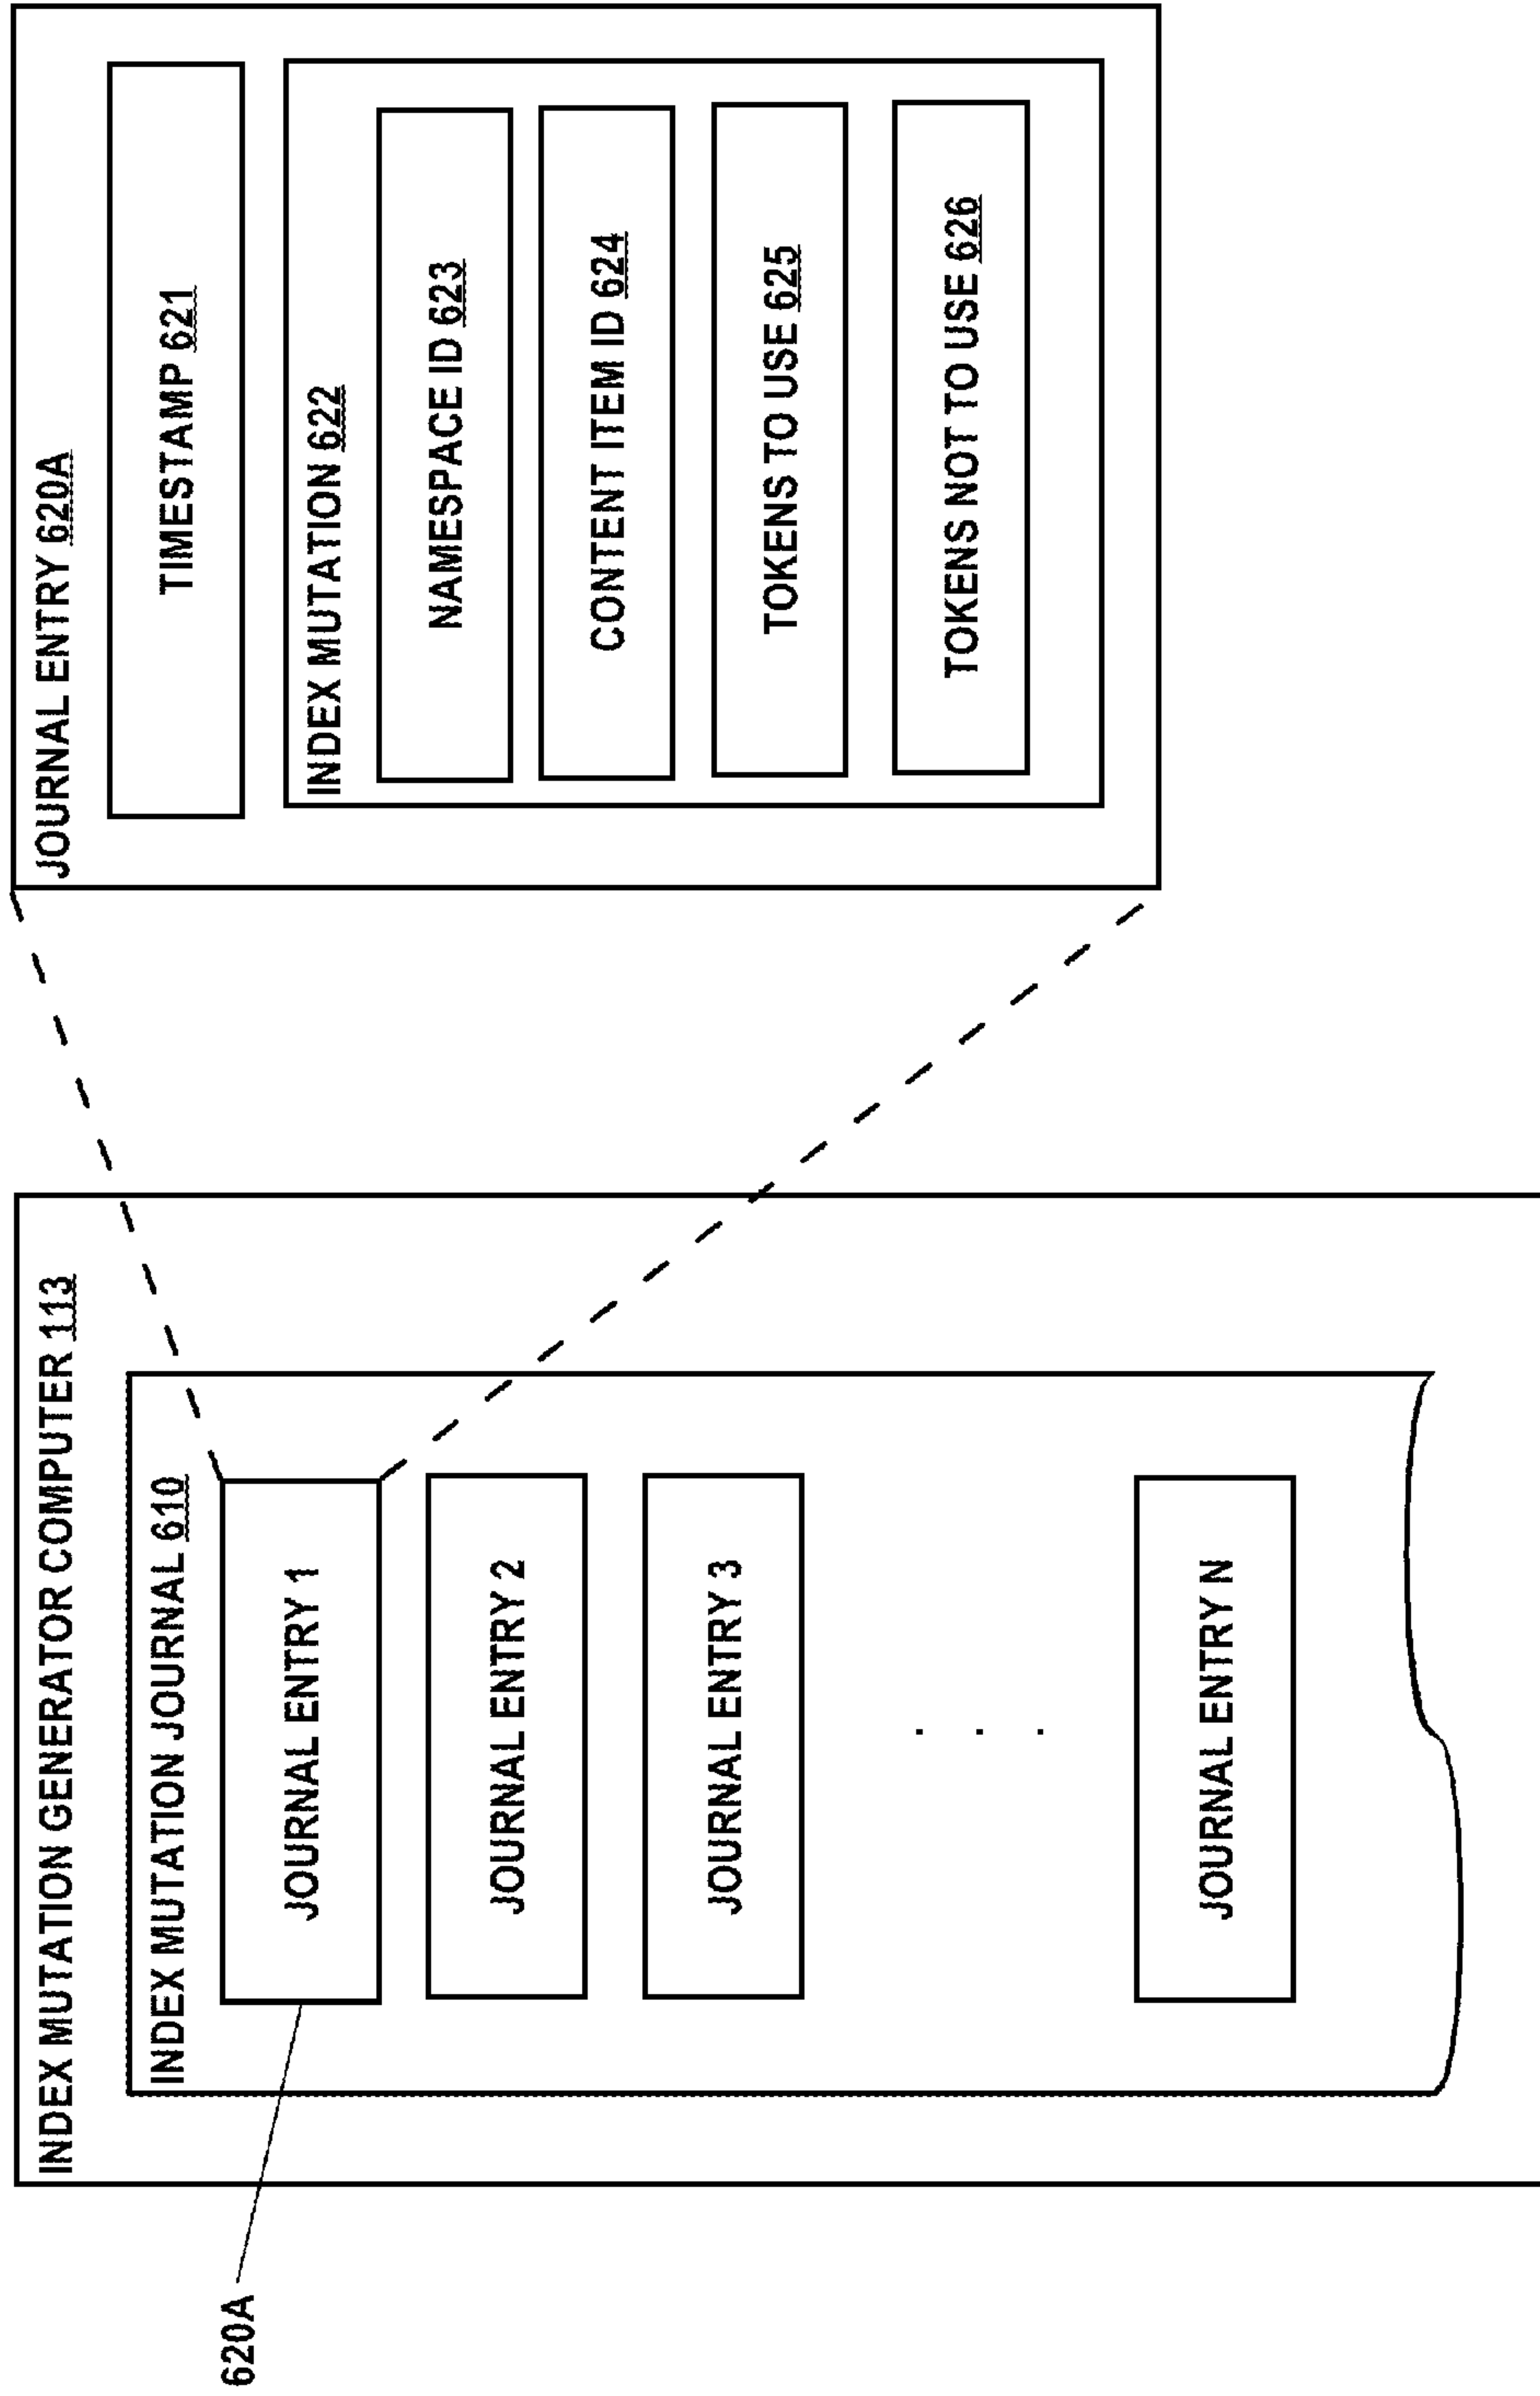 INDEX MUTATION GENERATOR COMPUTER 113
INDEX MUTATION JOURNAL 610
620A
JOURNAL ENTRY 1
JOURNAL ENTRY 2
JOURNAL ENTRY 3
. . .
JOURNAL ENTRY N
JOURNAL ENTRY 620A
TIMESTAMP 621
INDEX MUTATION 622
NAMESPACE ID 623
CONTENT ITEM ID 624
TOKENS TO USE 625
TOKENS NOT TO USE 626